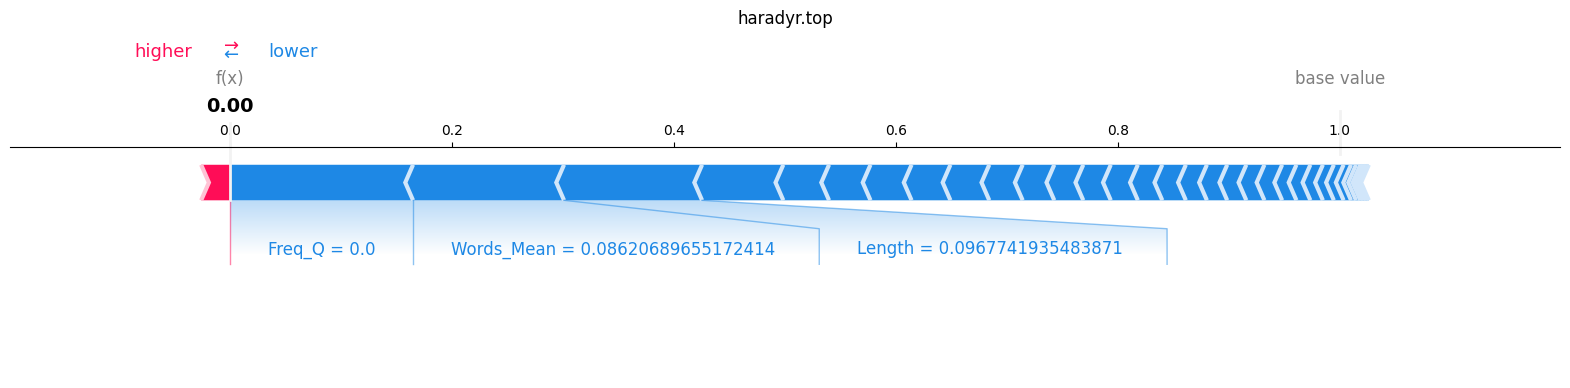 haradyr.top
higher ⇄ lower
f(x)
base value
0.00
0.0
0.2
0.4
0.6
0.8
1.0
Freq_Q = 0.0
Words_Mean = 0.08620689655172414
Length = 0.0967741935483871